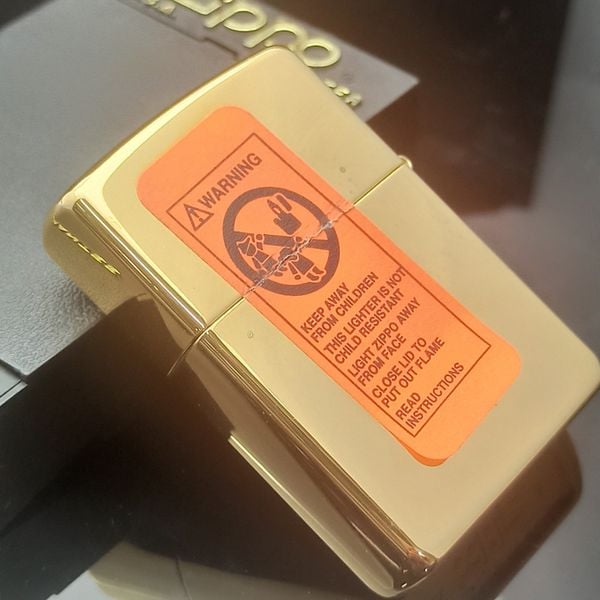 Zippo
WARNING
KEEP AWAY
FROM CHILDREN
THIS LIGHTER IS NOT
CHILD RESISTANT
LIGHT ZIPPO AWAY
FROM FACE
CLOSE LID TO
PUT OUT FLAME
READ
INSTRUCTIONS